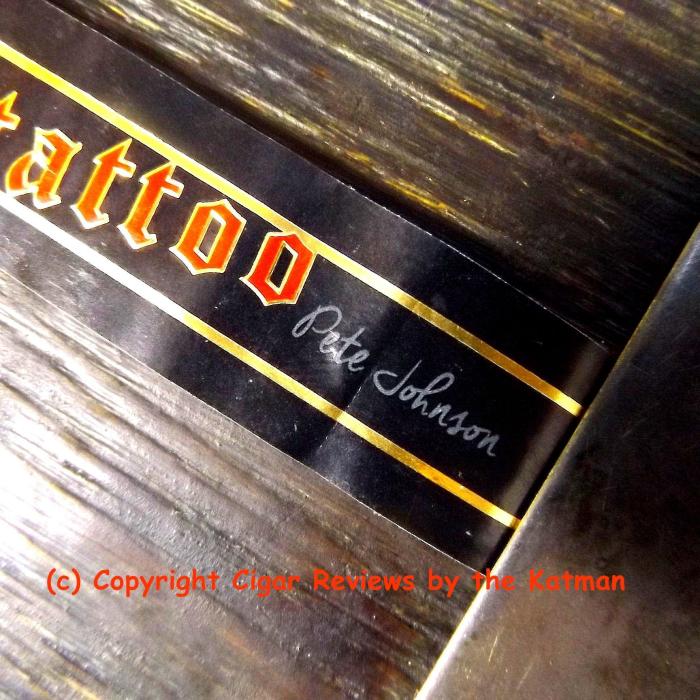 tattoo
Pete Johnson
(c) Copyright Cigar Reviews by the Katman